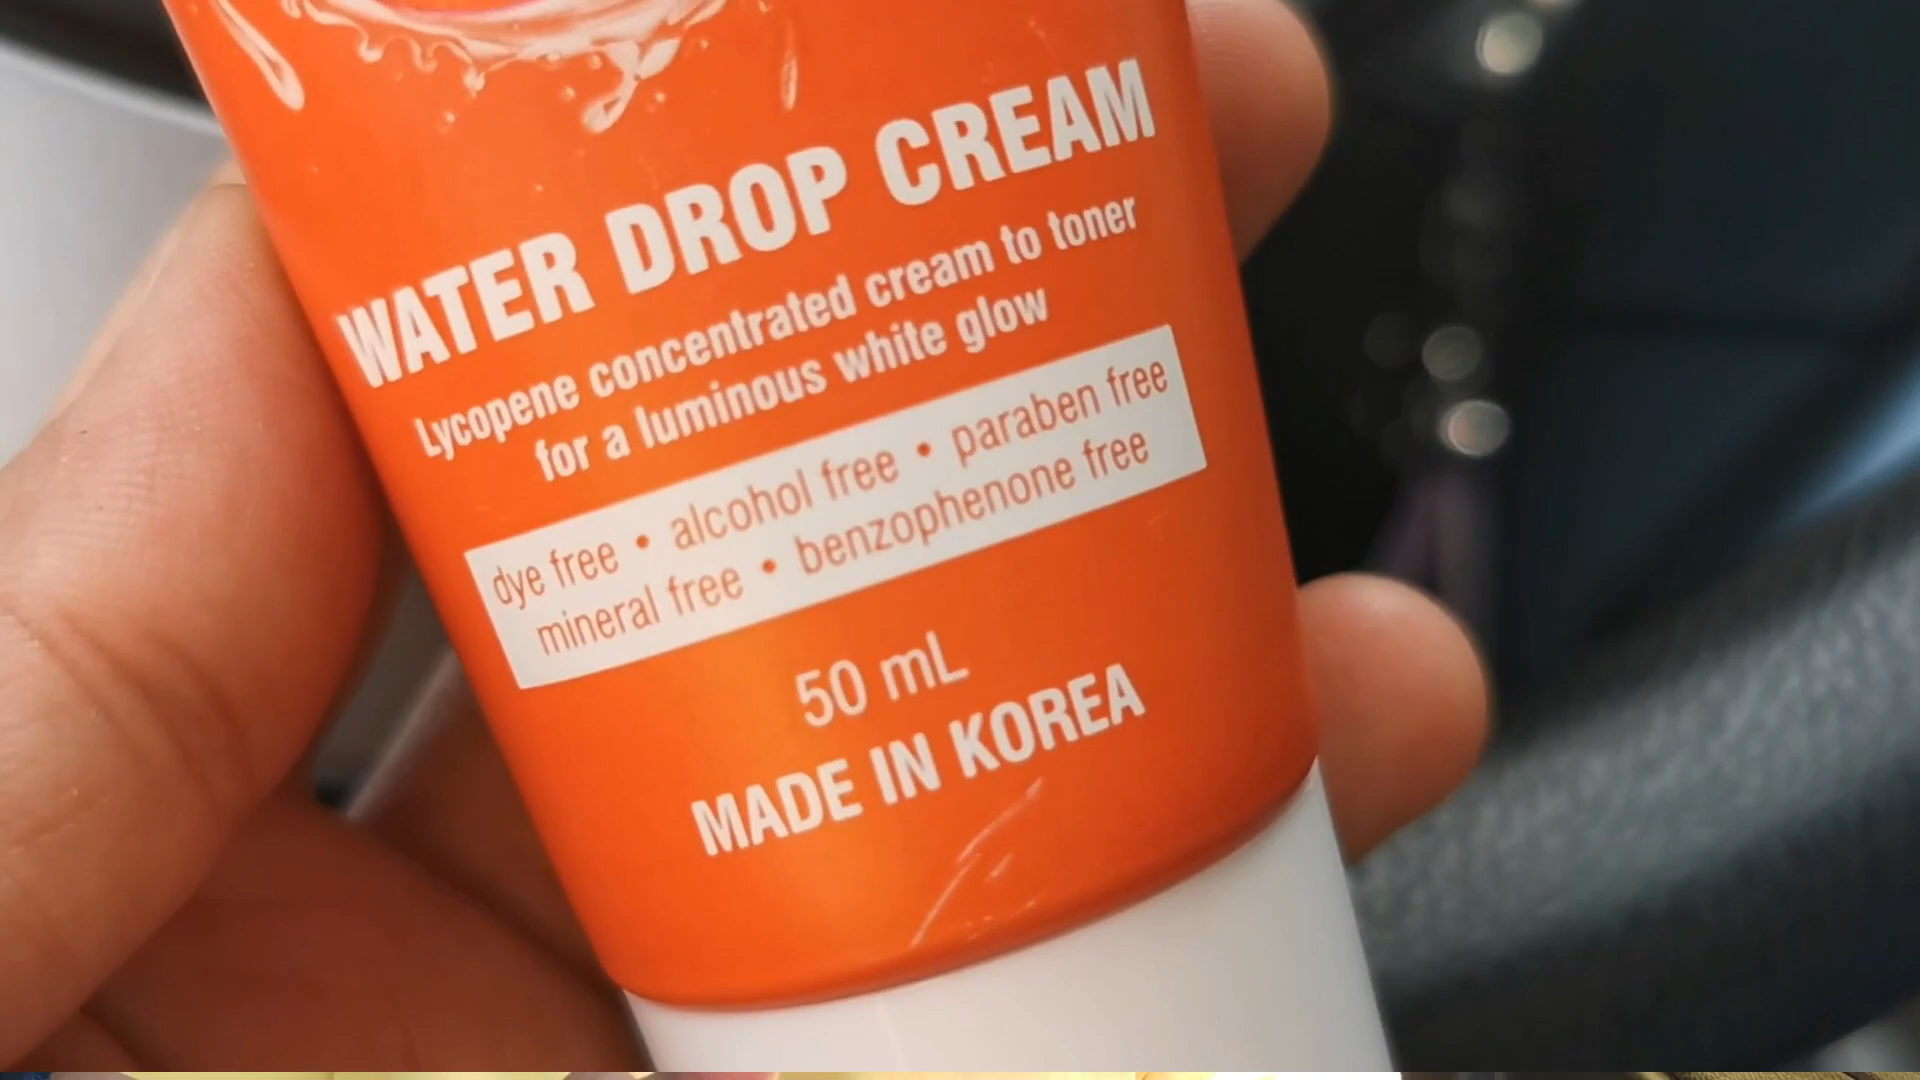 WATER DROP CREAM
Lycopene concentrated cream to toner
for a luminous white glow
dye free • alcohol free • paraben free
mineral free • benzophenone free
50 mL
MADE IN KOREA